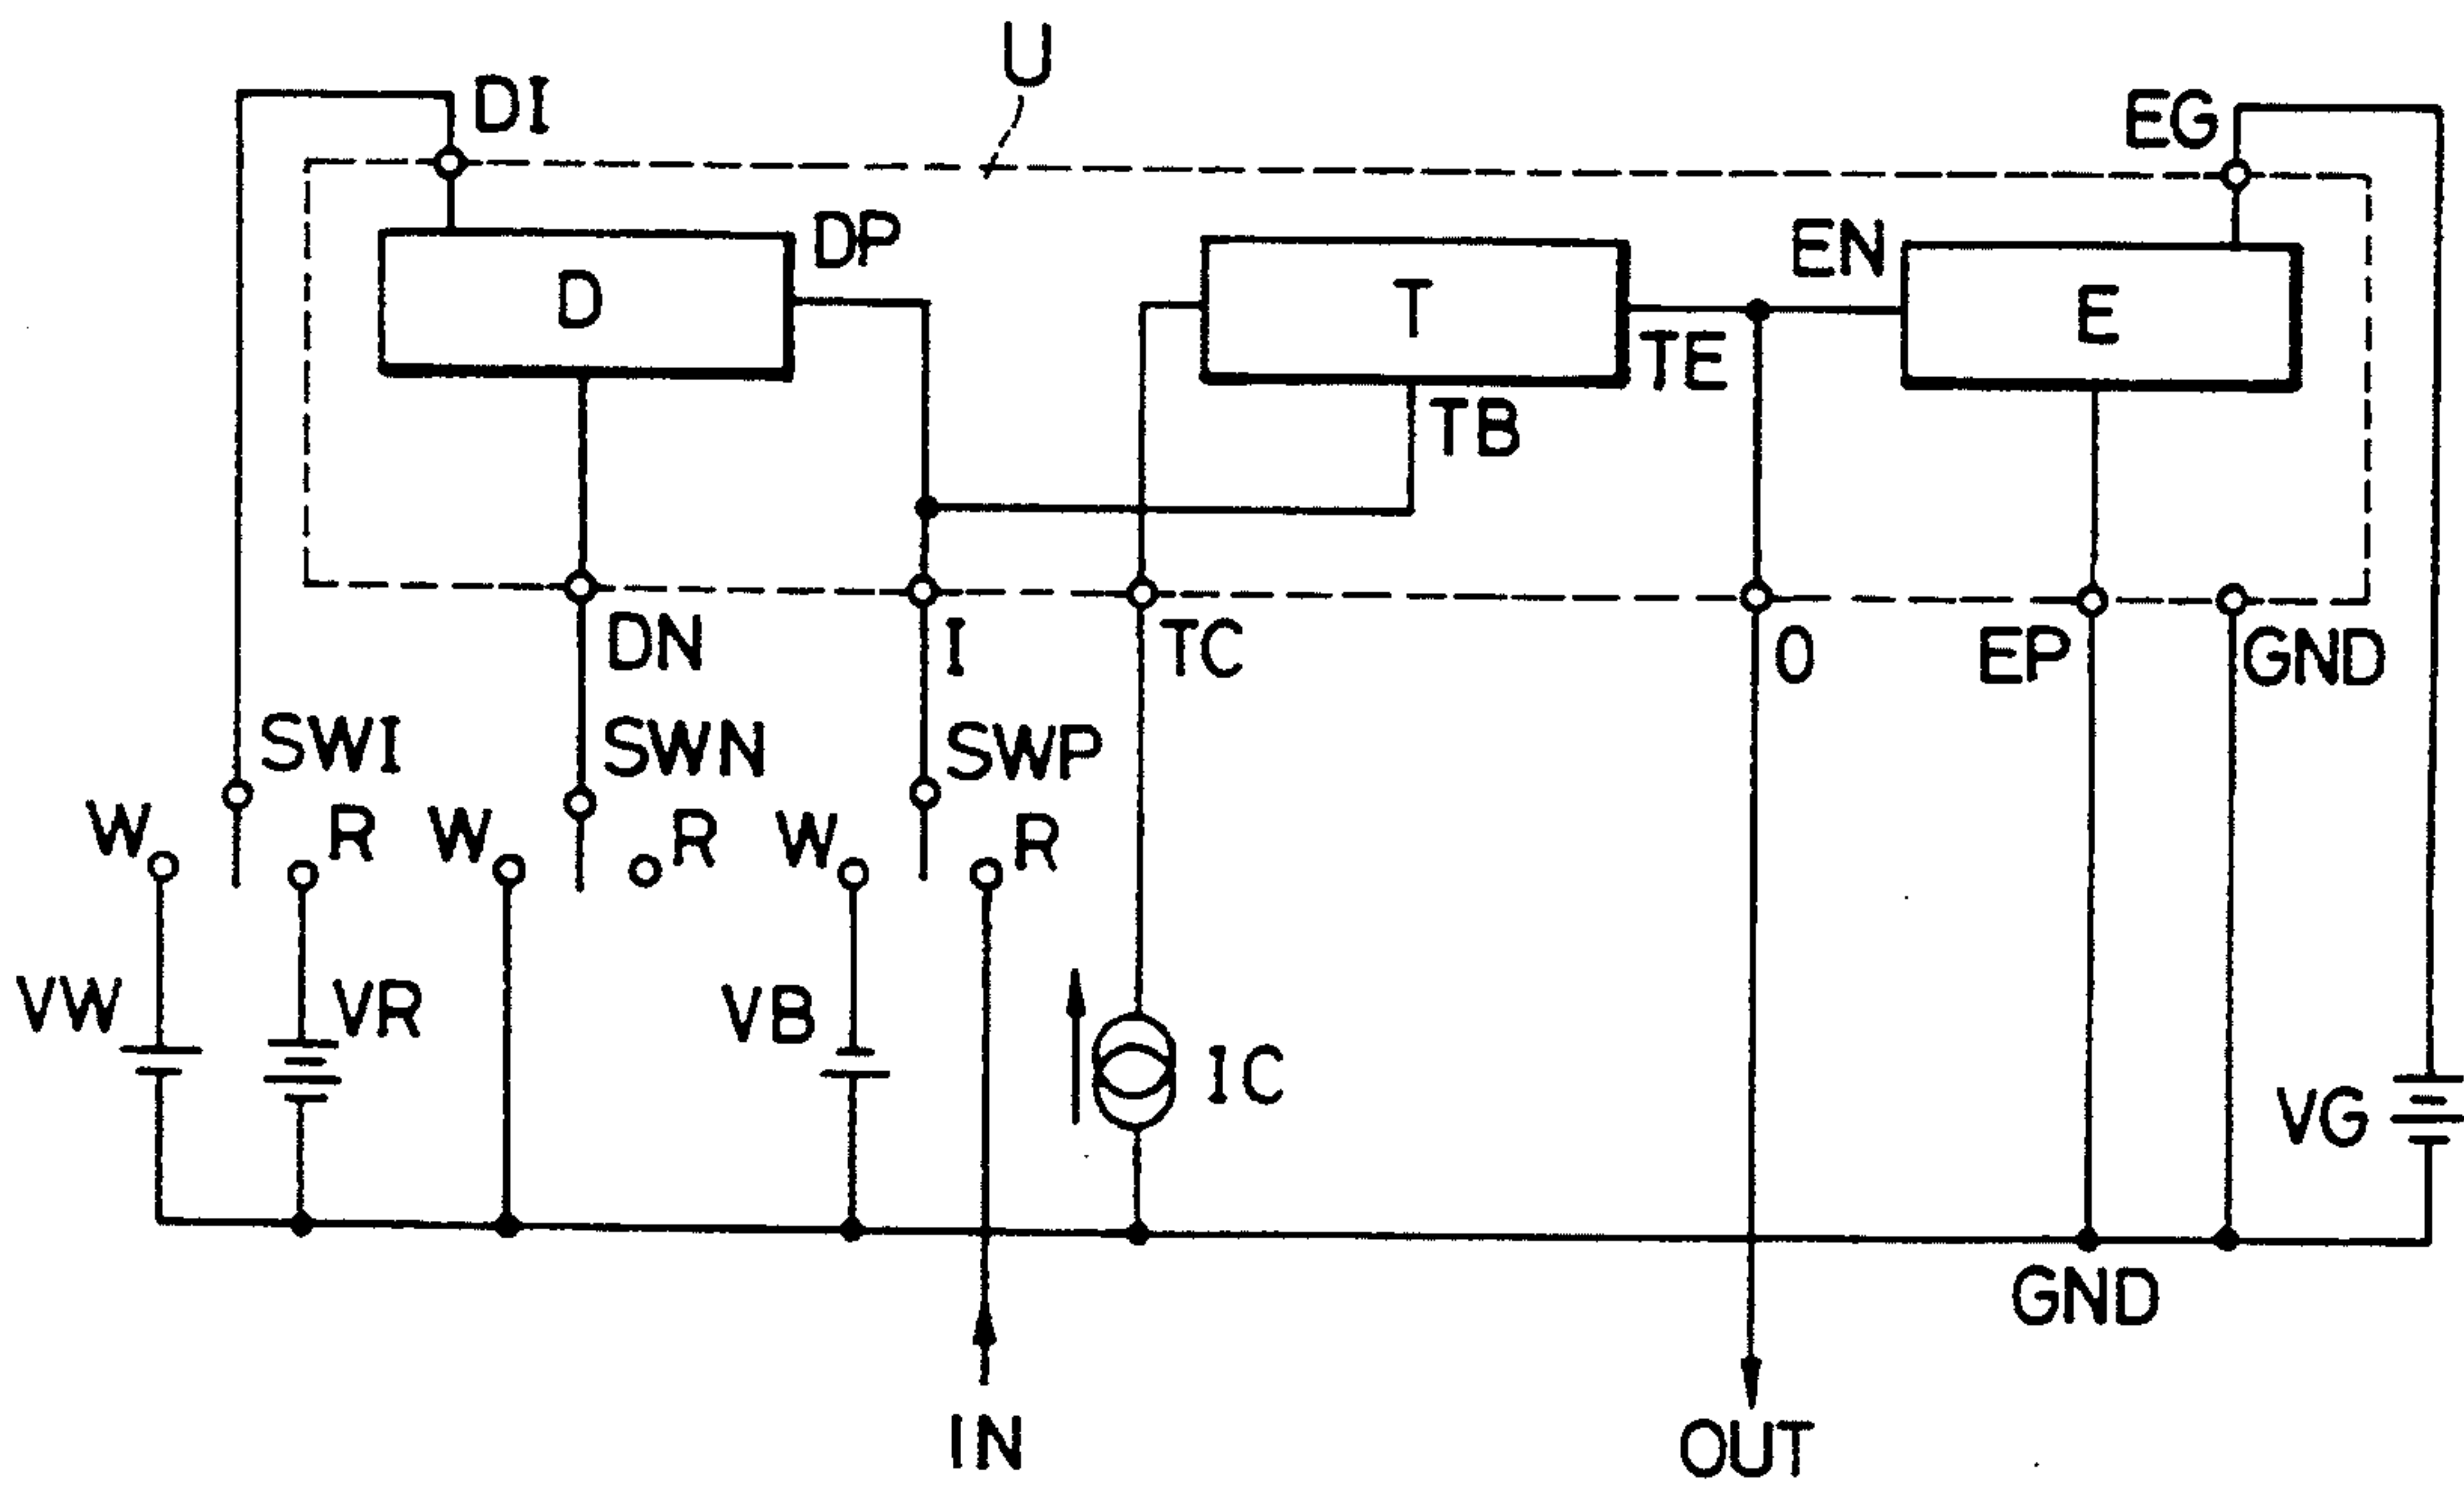 U
DI
EG
DP
EN
D
T
E
TE
TB
DN
I
TC
O
EP
GND
SWI
SWN
SWP
W
R
W
R
W
R
VW
VR
VB
IC
VG
GND
IN
OUT